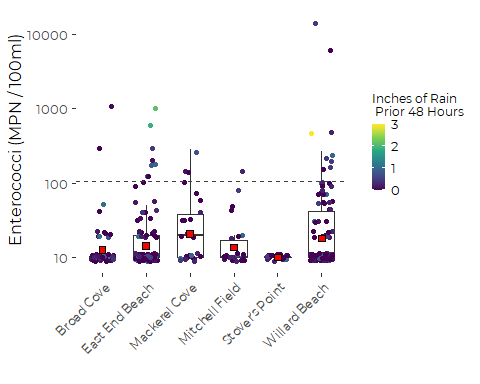 Enterococci (MPN / 100ml)
10000
1000
100
10
Broad Cove
East End Beach
Mackerel Cove
Mitchell Field
Stover's Point
Willard Beach
Inches of Rain
Prior 48 Hours
3
2
1
0